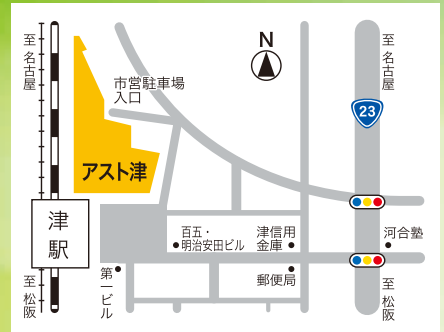 至 名古屋
N
至 名古屋
市営駐車場
入口
23
アスト津
津駅
百五・
明治安田ビル
津信用
金庫
河合塾
第一ビル
郵便局
至 松阪
至 松阪